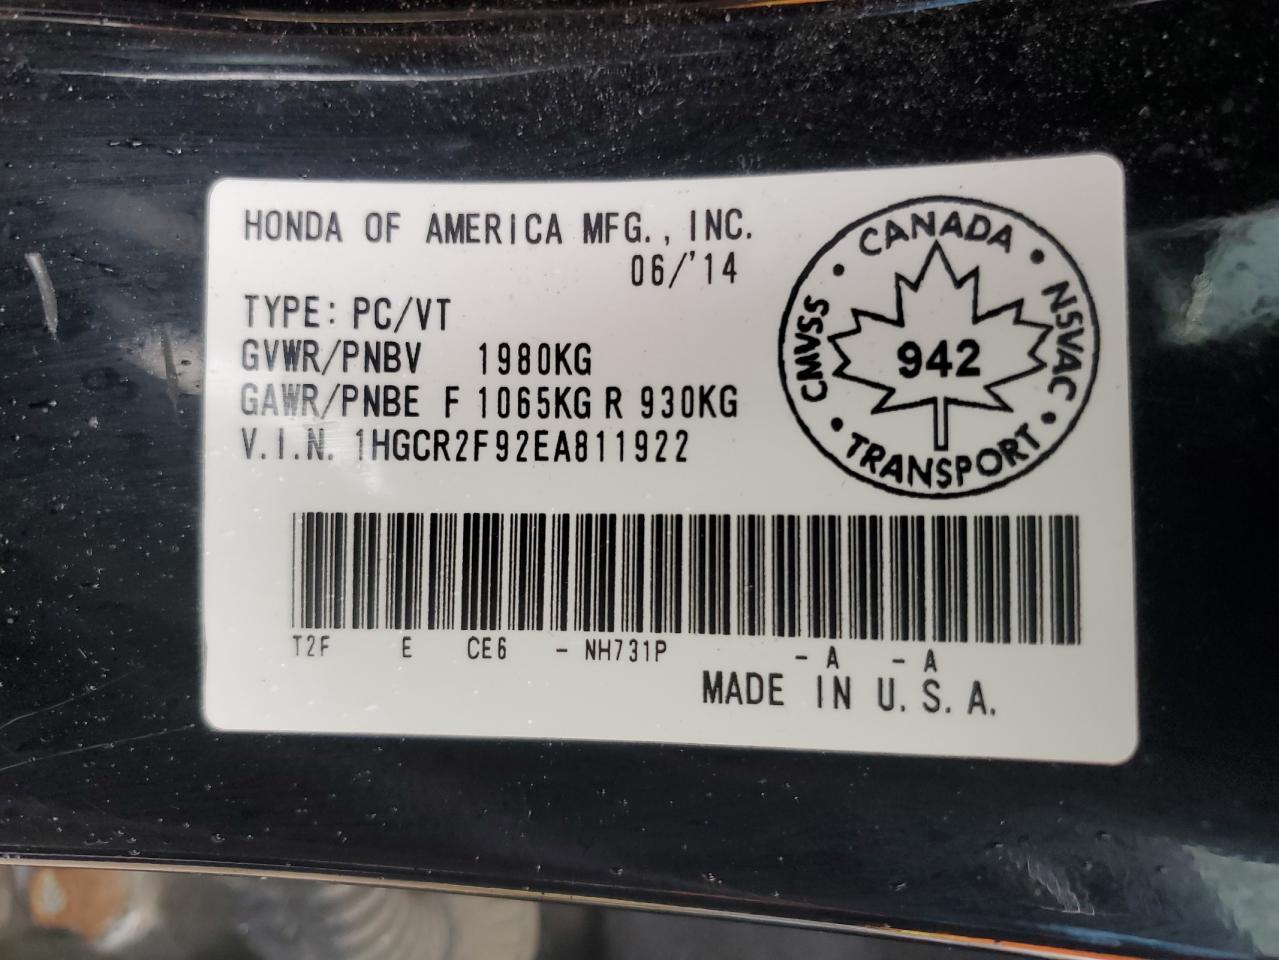 HONDA OF AMERICA MFG., INC.
06/'14
TYPE: PC/VT
GVWR/PNBV 1980KG
GAWR/PNBE F 1065KG R 930KG
V.I.N. 1HGCR2F92EA811922
CANADA
CMVSS
NSVAC
942
TRANSPORT
T2F E CE6 - NH731P - A - A
MADE IN U.S.A.